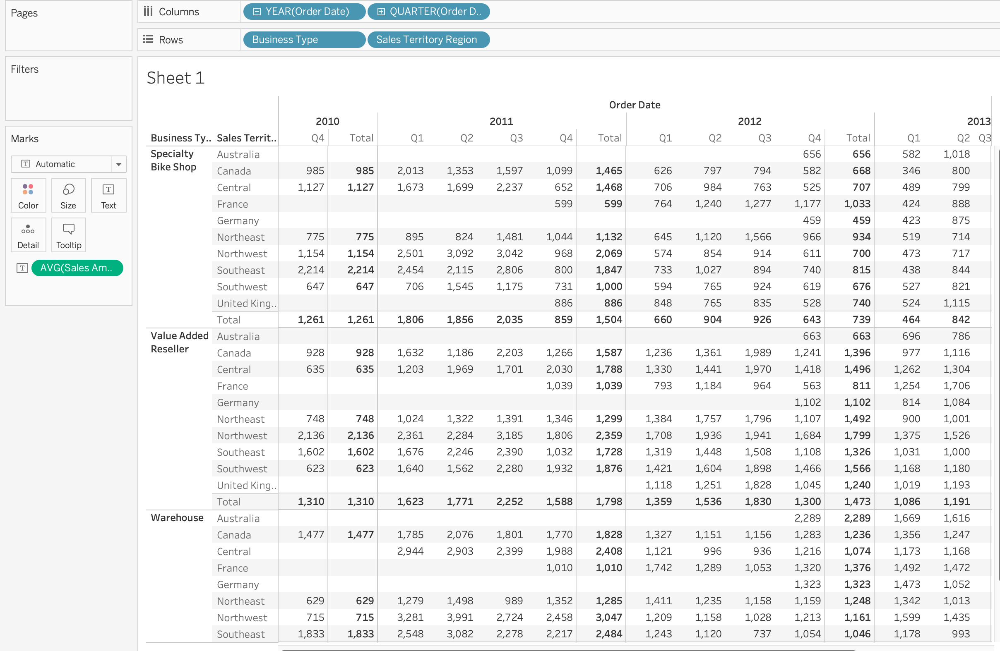 Pages
Columns YEAR(Order Date) QUARTER(Order D..
Rows Business Type Sales Territory Region
Filters
Marks
Automatic
Color Size Text
Detail Tooltip
AVG(Sales Am..
Sheet 1
Order Date
2010 2011 2012 2013
Business Ty.. Sales Territ.. Q4 Total Q1 Q2 Q3 Q4 Total Q1 Q2 Q3 Q4 Total Q1 Q2 Q3
Specialty Bike Shop Australia 656 656 582 1,018
Canada 985 985 2,013 1,353 1,597 1,099 1,465 626 797 794 582 668 346 800
Central 1,127 1,127 1,673 1,699 2,237 652 1,468 706 984 763 525 707 489 799
France 599 599 764 1,240 1,277 1,177 1,033 424 888
Germany 459 459 423 875
Northeast 775 775 895 824 1,481 1,044 1,132 645 1,120 1,566 966 934 519 714
Northwest 1,154 1,154 2,501 3,092 3,042 968 2,069 574 854 914 611 700 473 717
Southeast 2,214 2,214 2,454 2,115 2,806 800 1,847 733 1,027 894 740 815 438 844
Southwest 647 647 706 1,545 1,175 731 1,000 594 765 924 619 676 527 821
United King.. 886 886 848 765 835 528 740 524 1,115
Total 1,261 1,261 1,806 1,856 2,035 859 1,504 660 904 926 643 739 464 842
Value Added Reseller Australia 663 663 696 786
Canada 928 928 1,632 1,186 2,203 1,266 1,587 1,236 1,361 1,989 1,241 1,396 977 1,116
Central 635 635 1,203 1,969 1,701 2,030 1,788 1,330 1,441 1,970 1,418 1,496 1,262 1,304
France 1,039 1,039 793 1,184 964 563 811 1,254 1,706
Germany 1,102 1,102 814 1,084
Northeast 748 748 1,024 1,322 1,391 1,346 1,299 1,384 1,757 1,796 1,107 1,492 900 1,001
Northwest 2,136 2,136 2,361 2,284 3,185 1,806 2,359 1,708 1,936 1,941 1,684 1,799 1,375 1,526
Southeast 1,602 1,602 1,676 2,246 2,390 1,032 1,728 1,319 1,448 1,508 1,108 1,326 1,031 1,000
Southwest 623 623 1,640 1,562 2,280 1,932 1,876 1,421 1,604 1,898 1,466 1,566 1,168 1,180
United King.. 1,118 1,251 1,828 1,045 1,240 1,019 1,193
Total 1,310 1,310 1,623 1,771 2,252 1,588 1,798 1,359 1,536 1,830 1,300 1,473 1,086 1,191
Warehouse Australia 2,289 2,289 1,669 1,616
Canada 1,477 1,477 1,785 2,076 1,801 1,770 1,828 1,327 1,151 1,156 1,283 1,236 1,356 1,247
Central 2,944 2,903 2,399 1,988 2,408 1,121 996 936 1,216 1,074 1,173 1,168
France 1,010 1,010 1,742 1,289 1,053 1,320 1,376 1,492 1,472
Germany 1,323 1,323 1,473 1,052
Northeast 629 629 1,279 1,498 989 1,352 1,285 1,411 1,235 1,158 1,159 1,248 1,342 1,013
Northwest 715 715 3,281 3,991 2,724 2,458 3,047 1,209 1,158 1,028 1,213 1,161 1,599 1,435
Southeast 1,833 1,833 2,548 3,082 2,278 2,217 2,484 1,243 1,120 737 1,054 1,046 1,178 993